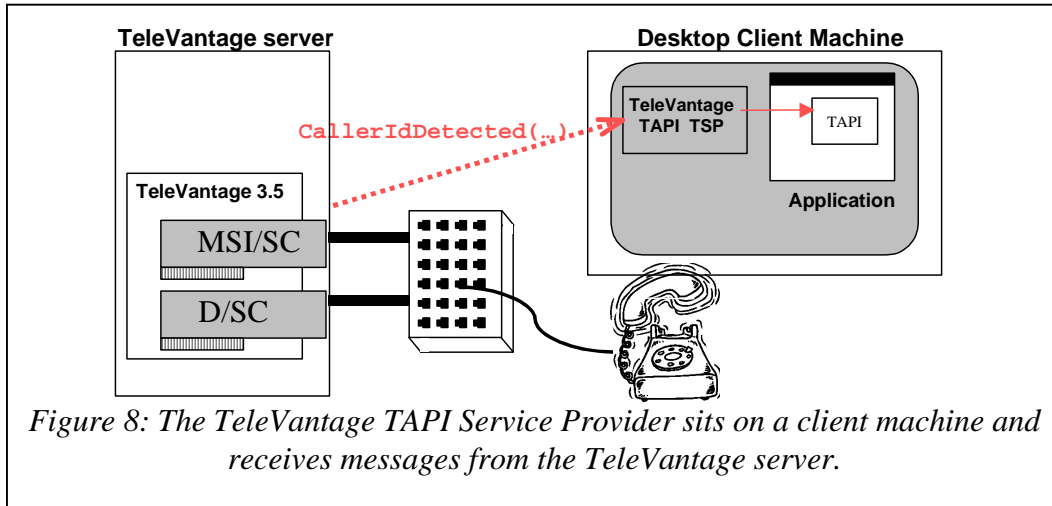 TeleVantage server
Desktop Client Machine
TeleVantage
TAPI TSP
TAPI
CallerIdDetected(…)
TeleVantage 3.5
Application
MSI/SC
D/SC
Figure 8: The TeleVantage TAPI Service Provider sits on a client machine and
receives messages from the TeleVantage server.